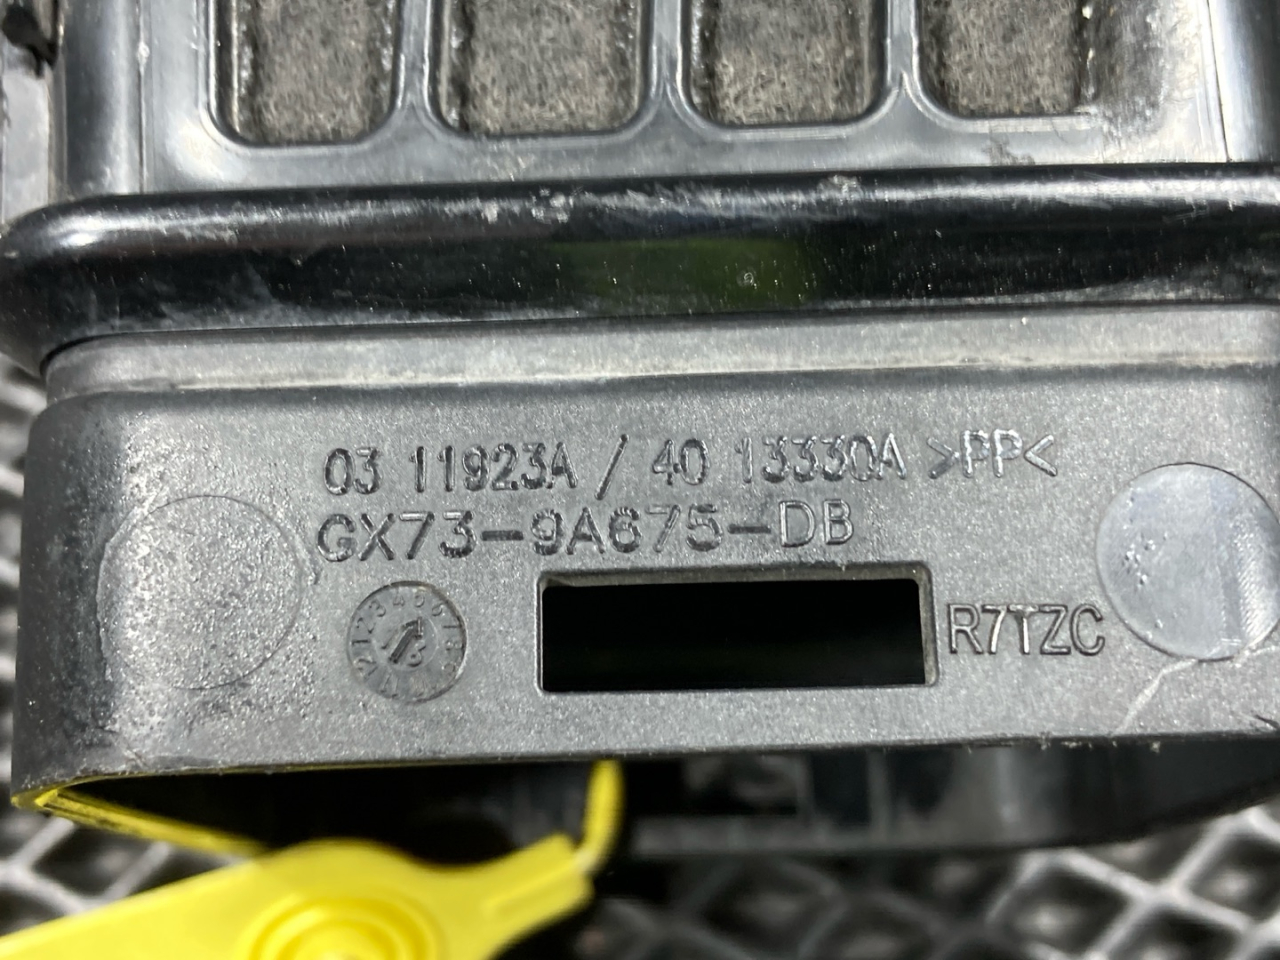 03 11923A / 40 13330A >PP<
GX73-9A675-DB
R7TZC